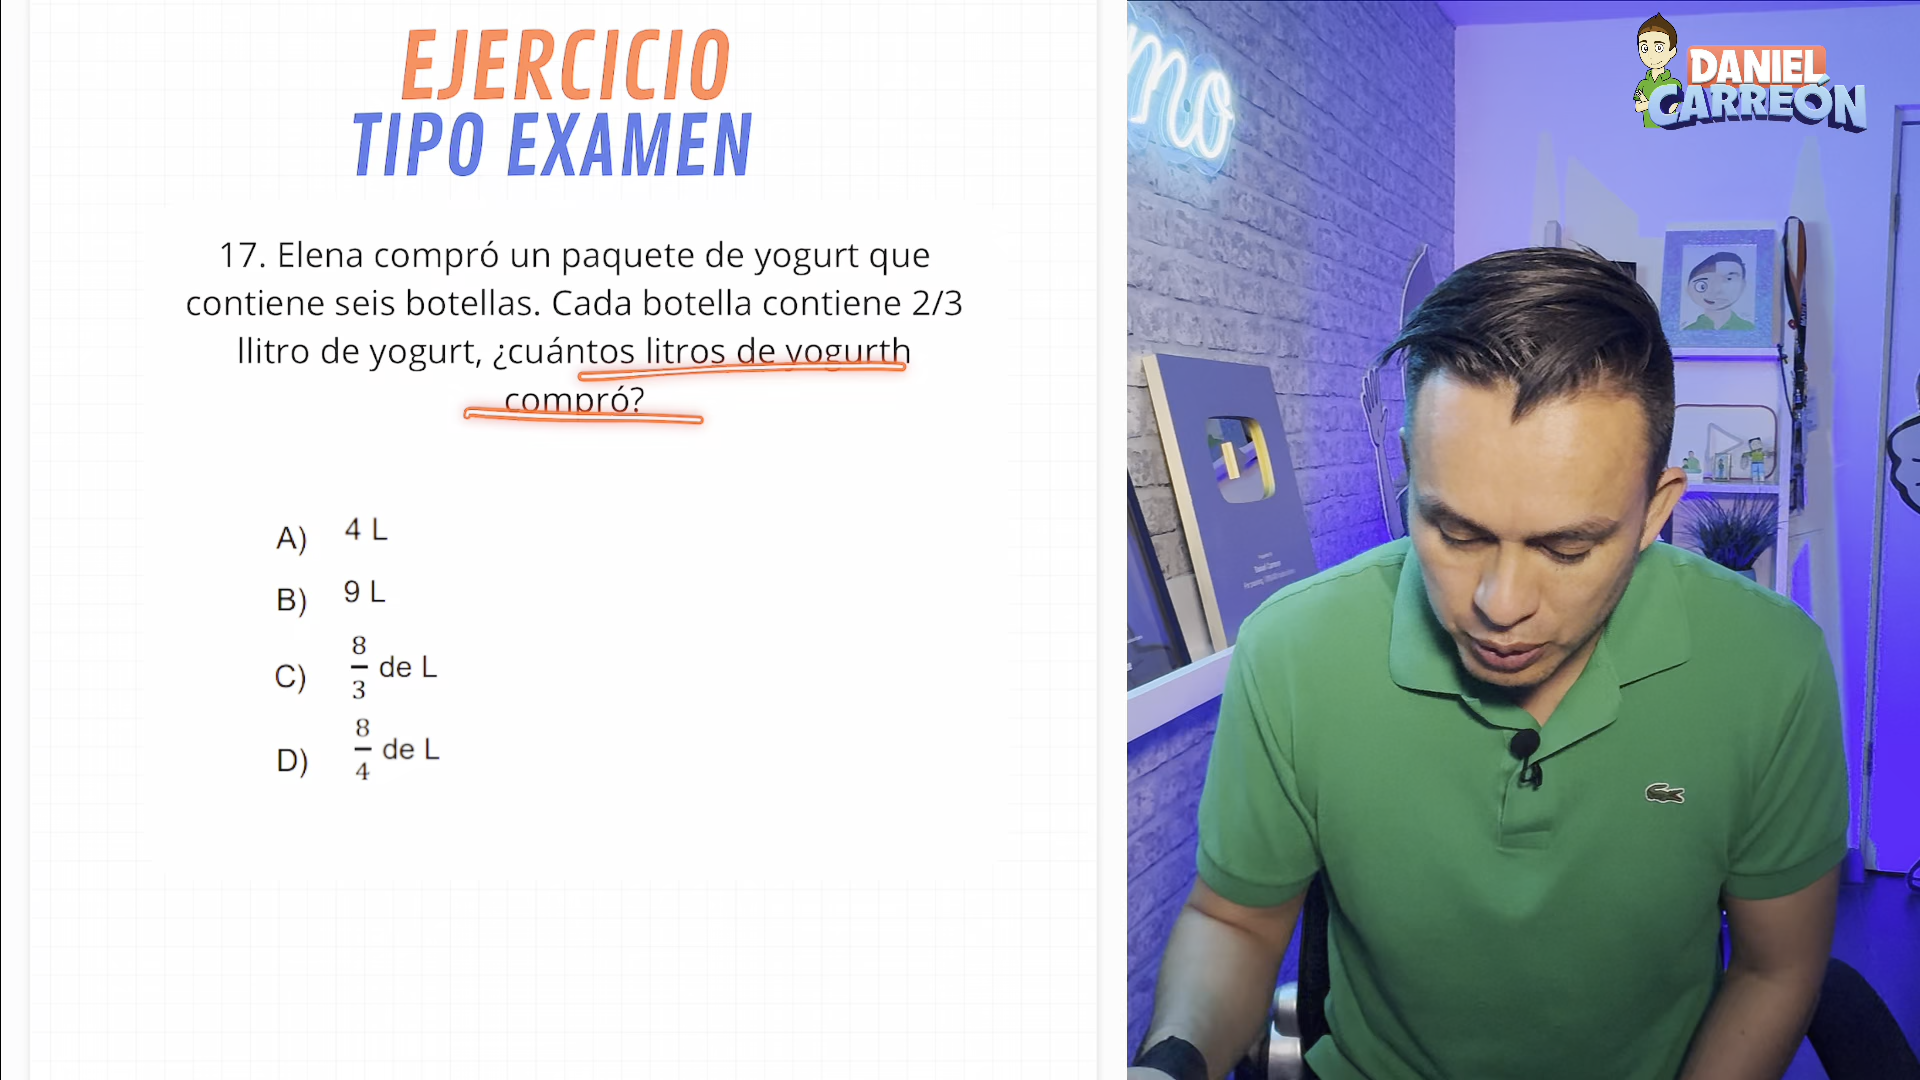 EJERCICIO
TIPO EXAMEN
17. Elena compró un paquete de yogurt que
contiene seis botellas. Cada botella contiene 2/3
llitro de yogurt, ¿cuántos litros de yogurth
compró?
A) 4 L
B) 9 L
C) 8/3 de L
D) 8/4 de L
mo
DANIEL
CARREÓN